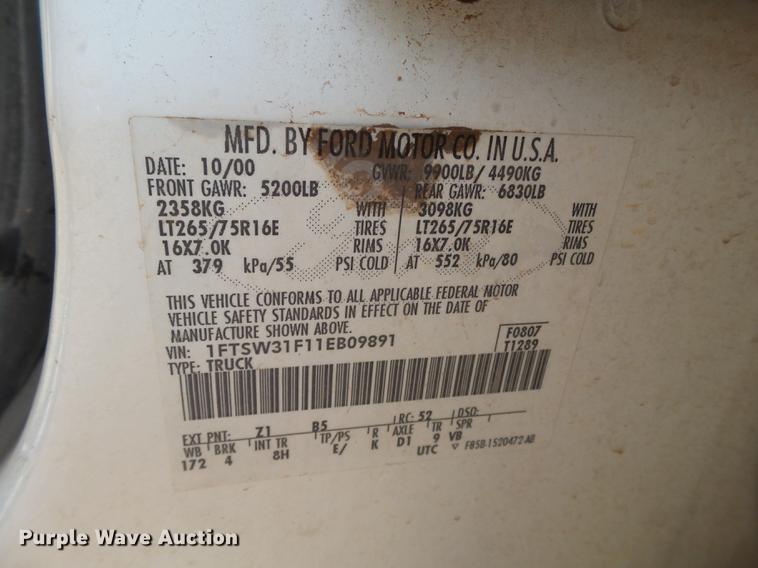 MFD. BY FORD MOTOR CO. IN U.S.A.
DATE: 10/00 GVWR: 9900LB/ 4490KG
FRONT GAWR: 5200LB REAR GAWR: 6830LB
2358KG WITH 3098KG WITH
LT265/75R16E TIRES LT265/75R16E TIRES
16X7.0K RIMS 16X7.0K RIMS
AT 379 kPa/55 PSI COLD AT 552 kPa/80 PSI COLD
THIS VEHICLE CONFORMS TO ALL APPLICABLE FEDERAL MOTOR
VEHICLE SAFETY STANDARDS IN EFFECT ON THE DATE OF
MANUFACTURE SHOWN ABOVE.
VIN: 1FTSW31F11EB09891 F0807
TYPE: TRUCK T1289
EXT PNT: Z1 B5 RC: 52 DSO:
WB BRK INT TR TP/PS R AXLE TR SPR
172 4 8H E/ K D1 9 VB
UTC F85B-1520472-AB
Purple Wave Auction